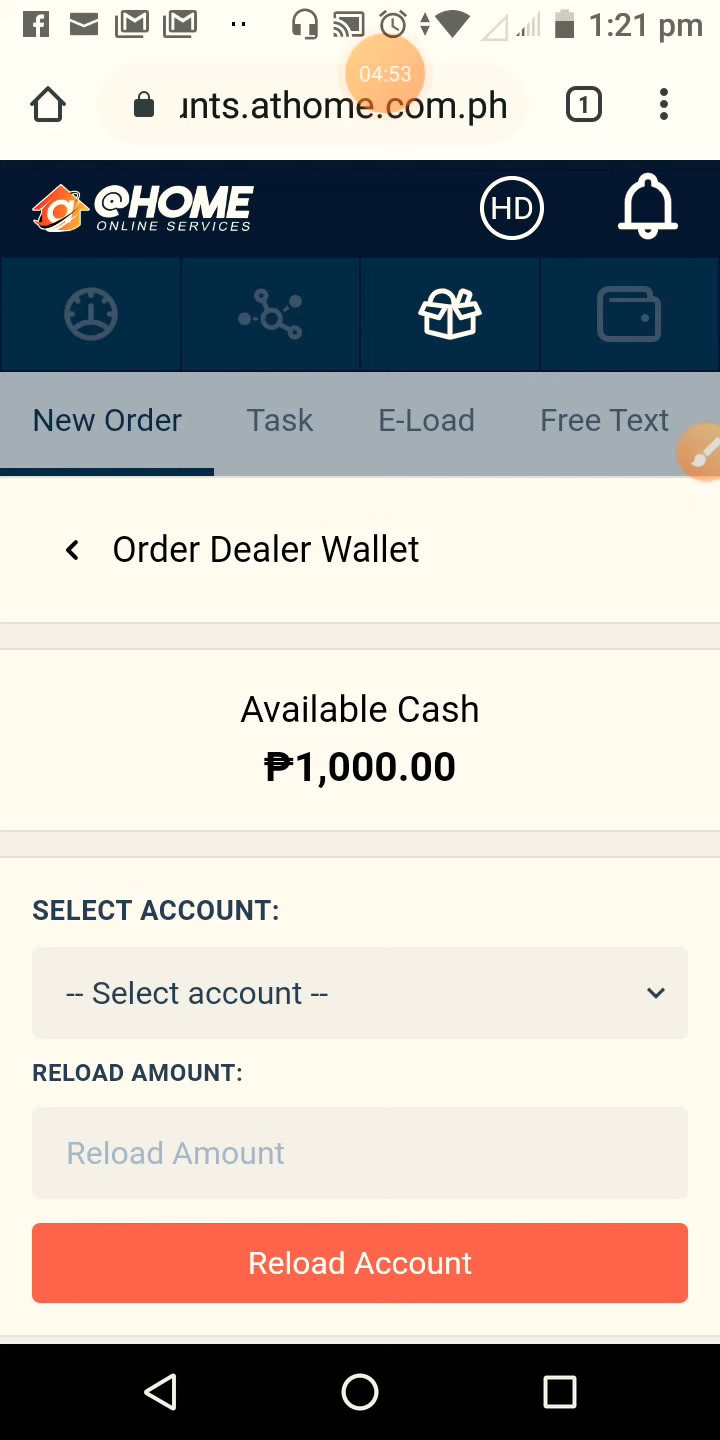 1:21 pm
04:53
ınts.athome.com.ph
1
@HOME
ONLINE SERVICES
HD
New Order
Task
E-Load
Free Text
Order Dealer Wallet
Available Cash
₱1,000.00
SELECT ACCOUNT:
-- Select account --
RELOAD AMOUNT:
Reload Amount
Reload Account